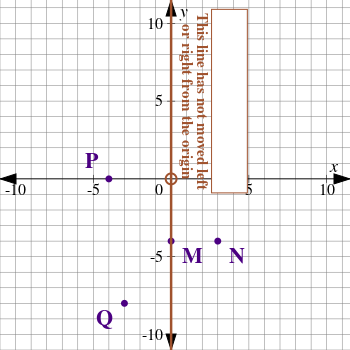 y
10
5
This line has not moved left
or right from the origin
P
x
-10
-5
0
5
10
M
N
-5
Q
-10